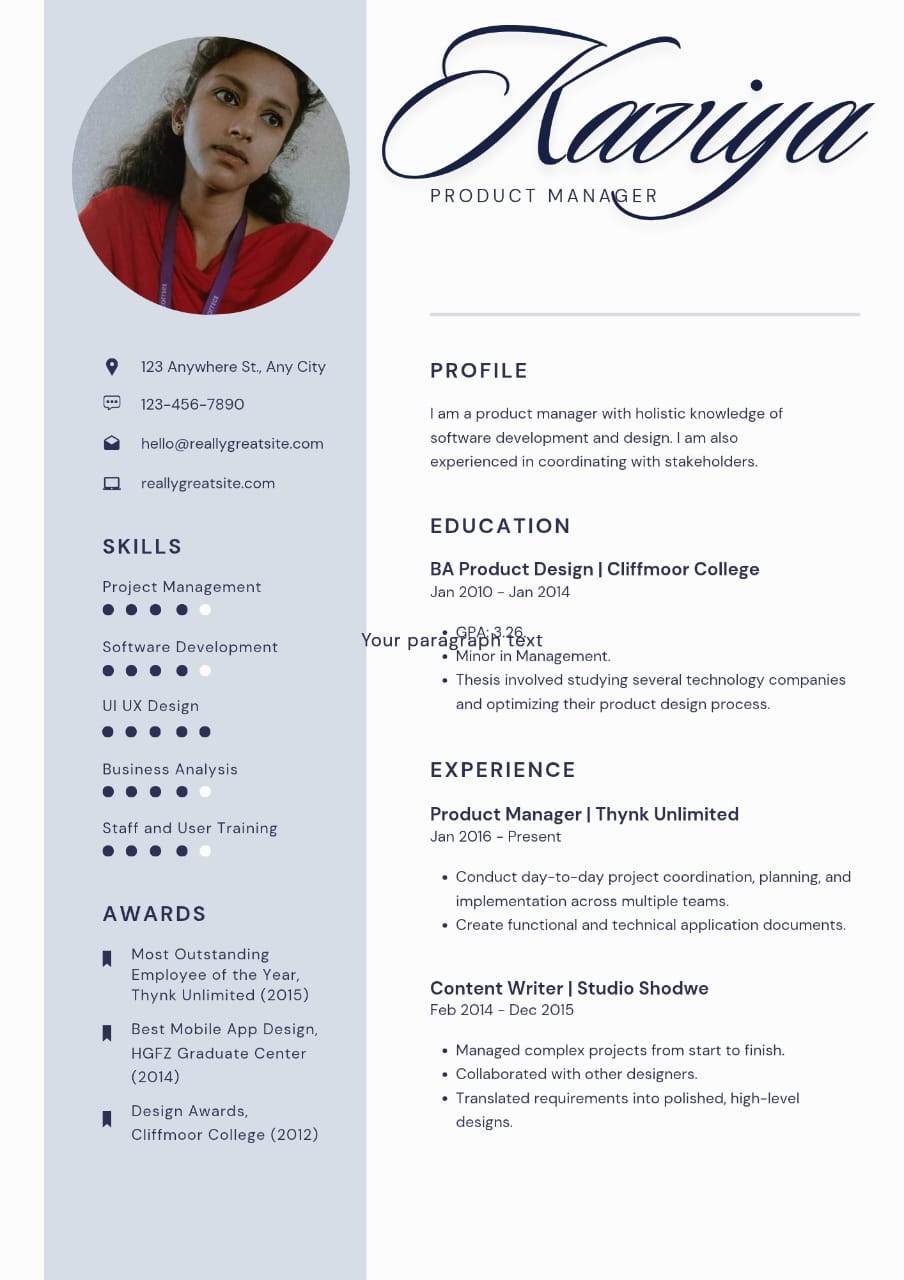 Kaviya
PRODUCT MANAGER
123 Anywhere St., Any City
123-456-7890
hello@reallygreatsite.com
reallygreatsite.com
SKILLS
Project Management
Software Development
UI UX Design
Business Analysis
Staff and User Training
AWARDS
Most Outstanding
Employee of the Year,
Thynk Unlimited (2015)
Best Mobile App Design,
HGFZ Graduate Center
(2014)
Design Awards,
Cliffmoor College (2012)
PROFILE
I am a product manager with holistic knowledge of
software development and design. I am also
experienced in coordinating with stakeholders.
EDUCATION
BA Product Design | Cliffmoor College
Jan 2010 - Jan 2014
• GPA: 3.26.
Your paragraph text
• Minor in Management.
• Thesis involved studying several technology companies
and optimizing their product design process.
EXPERIENCE
Product Manager | Thynk Unlimited
Jan 2016 - Present
• Conduct day-to-day project coordination, planning, and
implementation across multiple teams.
• Create functional and technical application documents.
Content Writer | Studio Shodwe
Feb 2014 - Dec 2015
• Managed complex projects from start to finish.
• Collaborated with other designers.
• Translated requirements into polished, high-level
designs.